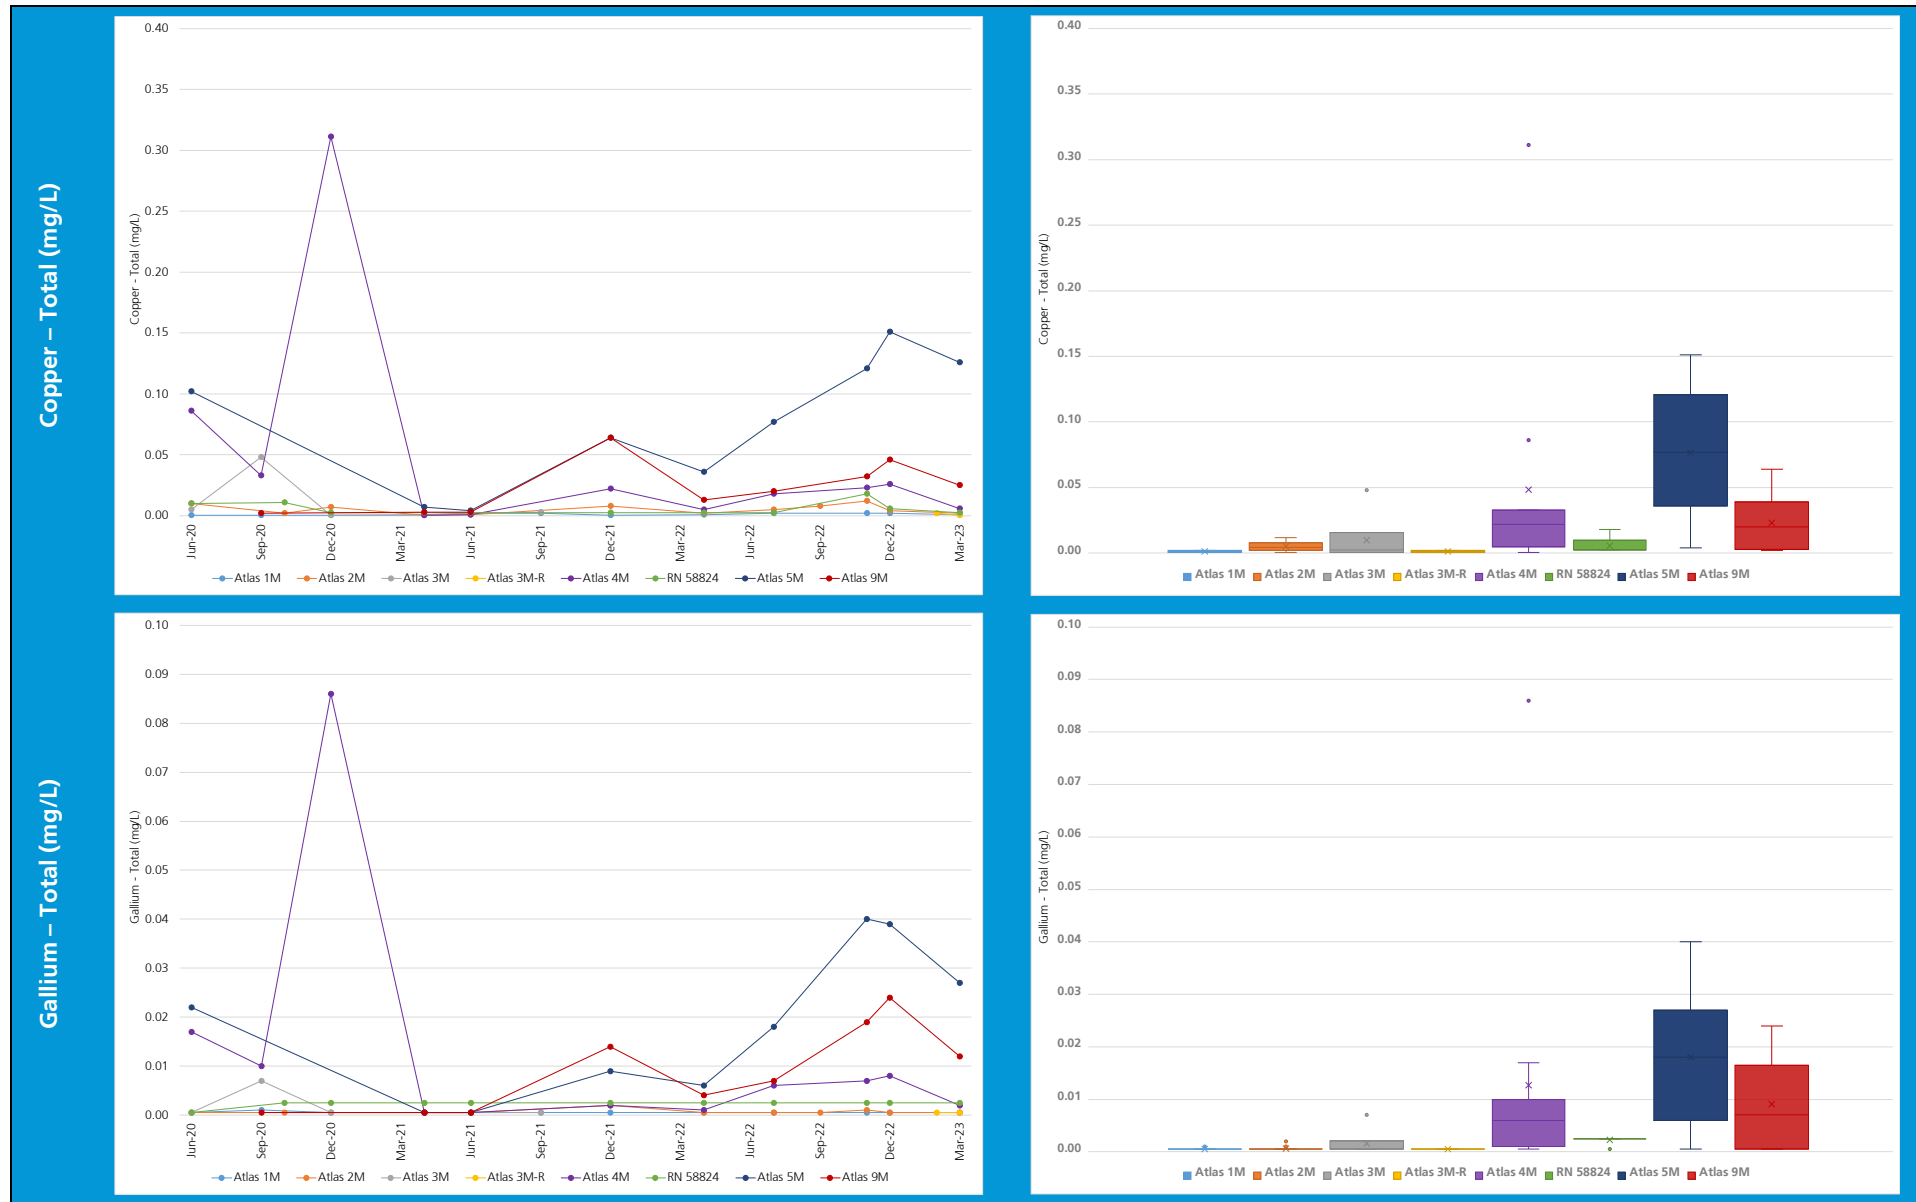 Copper – Total (mg/L)
0.40
0.35
0.30
0.25
0.20
0.15
0.10
0.05
0.00
Copper - Total (mg/L)
Jun-20
Sep-20
Dec-20
Mar-21
Jun-21
Sep-21
Dec-21
Mar-22
Jun-22
Sep-22
Dec-22
Mar-23
Atlas 1M Atlas 2M Atlas 3M Atlas 3M-R Atlas 4M RN 58824 Atlas 5M Atlas 9M
0.40
0.35
0.30
0.25
0.20
0.15
0.10
0.05
0.00
Copper - Total (mg/L)
Atlas 1M Atlas 2M Atlas 3M Atlas 3M-R Atlas 4M RN 58824 Atlas 5M Atlas 9M
Gallium – Total (mg/L)
0.10
0.09
0.08
0.07
0.06
0.05
0.04
0.03
0.02
0.01
0.00
Gallium - Total (mg/L)
Jun-20
Sep-20
Dec-20
Mar-21
Jun-21
Sep-21
Dec-21
Mar-22
Jun-22
Sep-22
Dec-22
Mar-23
Atlas 1M Atlas 2M Atlas 3M Atlas 3M-R Atlas 4M RN 58824 Atlas 5M Atlas 9M
0.10
0.09
0.08
0.07
0.06
0.05
0.04
0.03
0.02
0.01
0.00
Gallium - Total (mg/L)
Atlas 1M Atlas 2M Atlas 3M Atlas 3M-R Atlas 4M RN 58824 Atlas 5M Atlas 9M